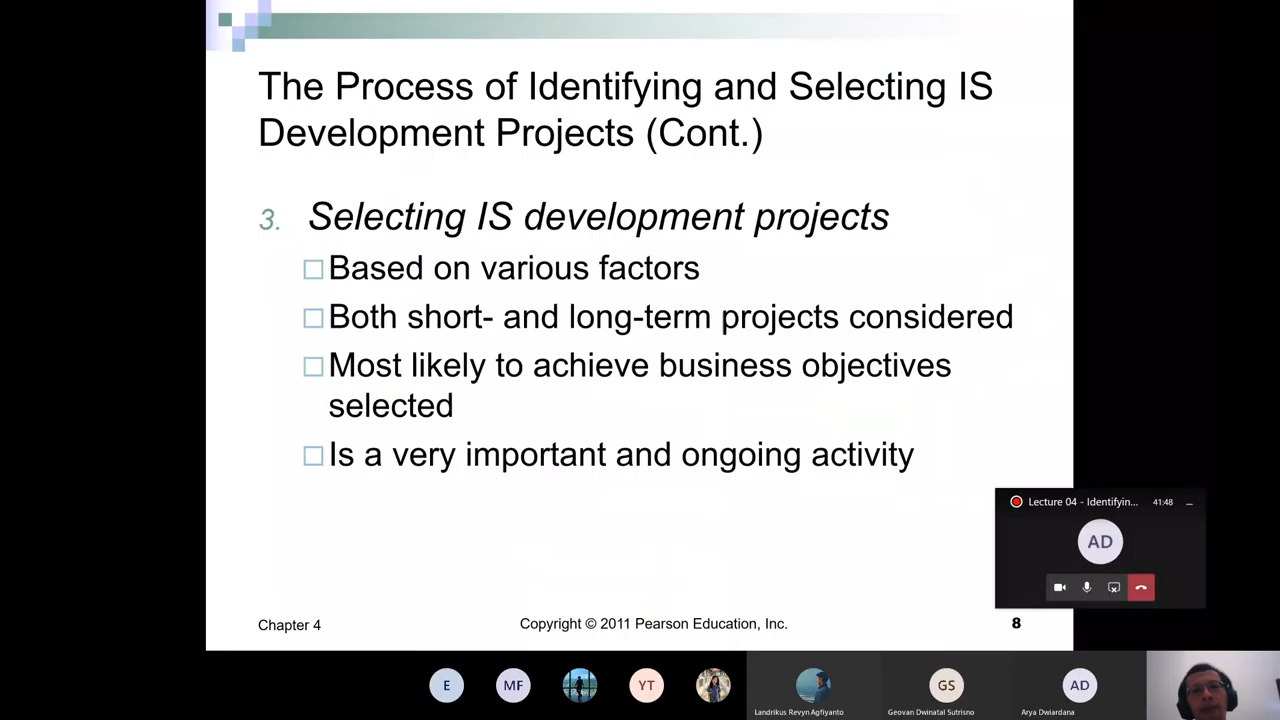 The Process of Identifying and Selecting IS
Development Projects (Cont.)
3. Selecting IS development projects
Based on various factors
Both short- and long-term projects considered
Most likely to achieve business objectives
selected
Is a very important and ongoing activity
Lecture 04 - Identifyin... 41:48
AD
Chapter 4
Copyright © 2011 Pearson Education, Inc.
8
E
MF
YT
GS
AD
Landrikus Revyn Agfiyanto
Geovan Dwinatal Sutrisno
Arya Dwiardana